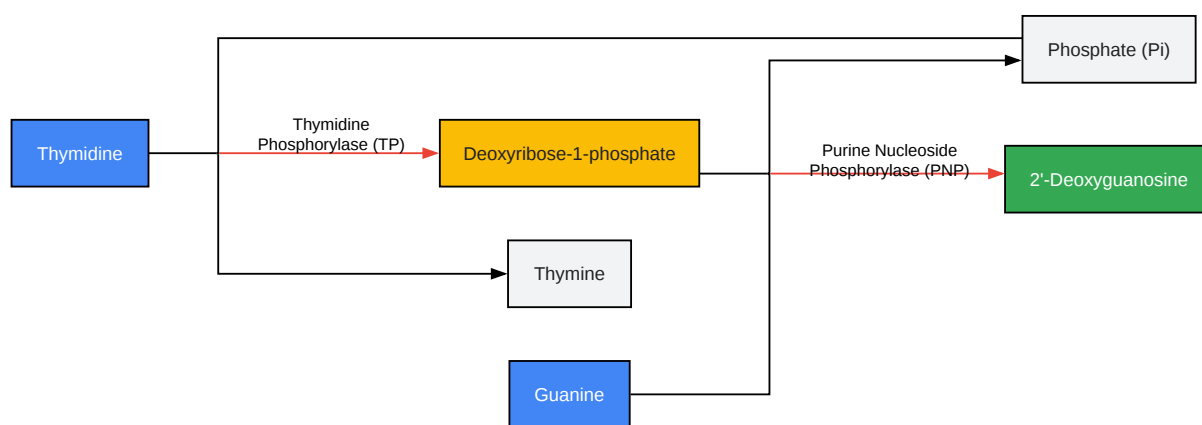 Phosphate (Pi)
Thymidine
Thymidine
Phosphorylase (TP)
Deoxyribose-1-phosphate
Purine Nucleoside
Phosphorylase (PNP)
2'-Deoxyguanosine
Thymine
Guanine